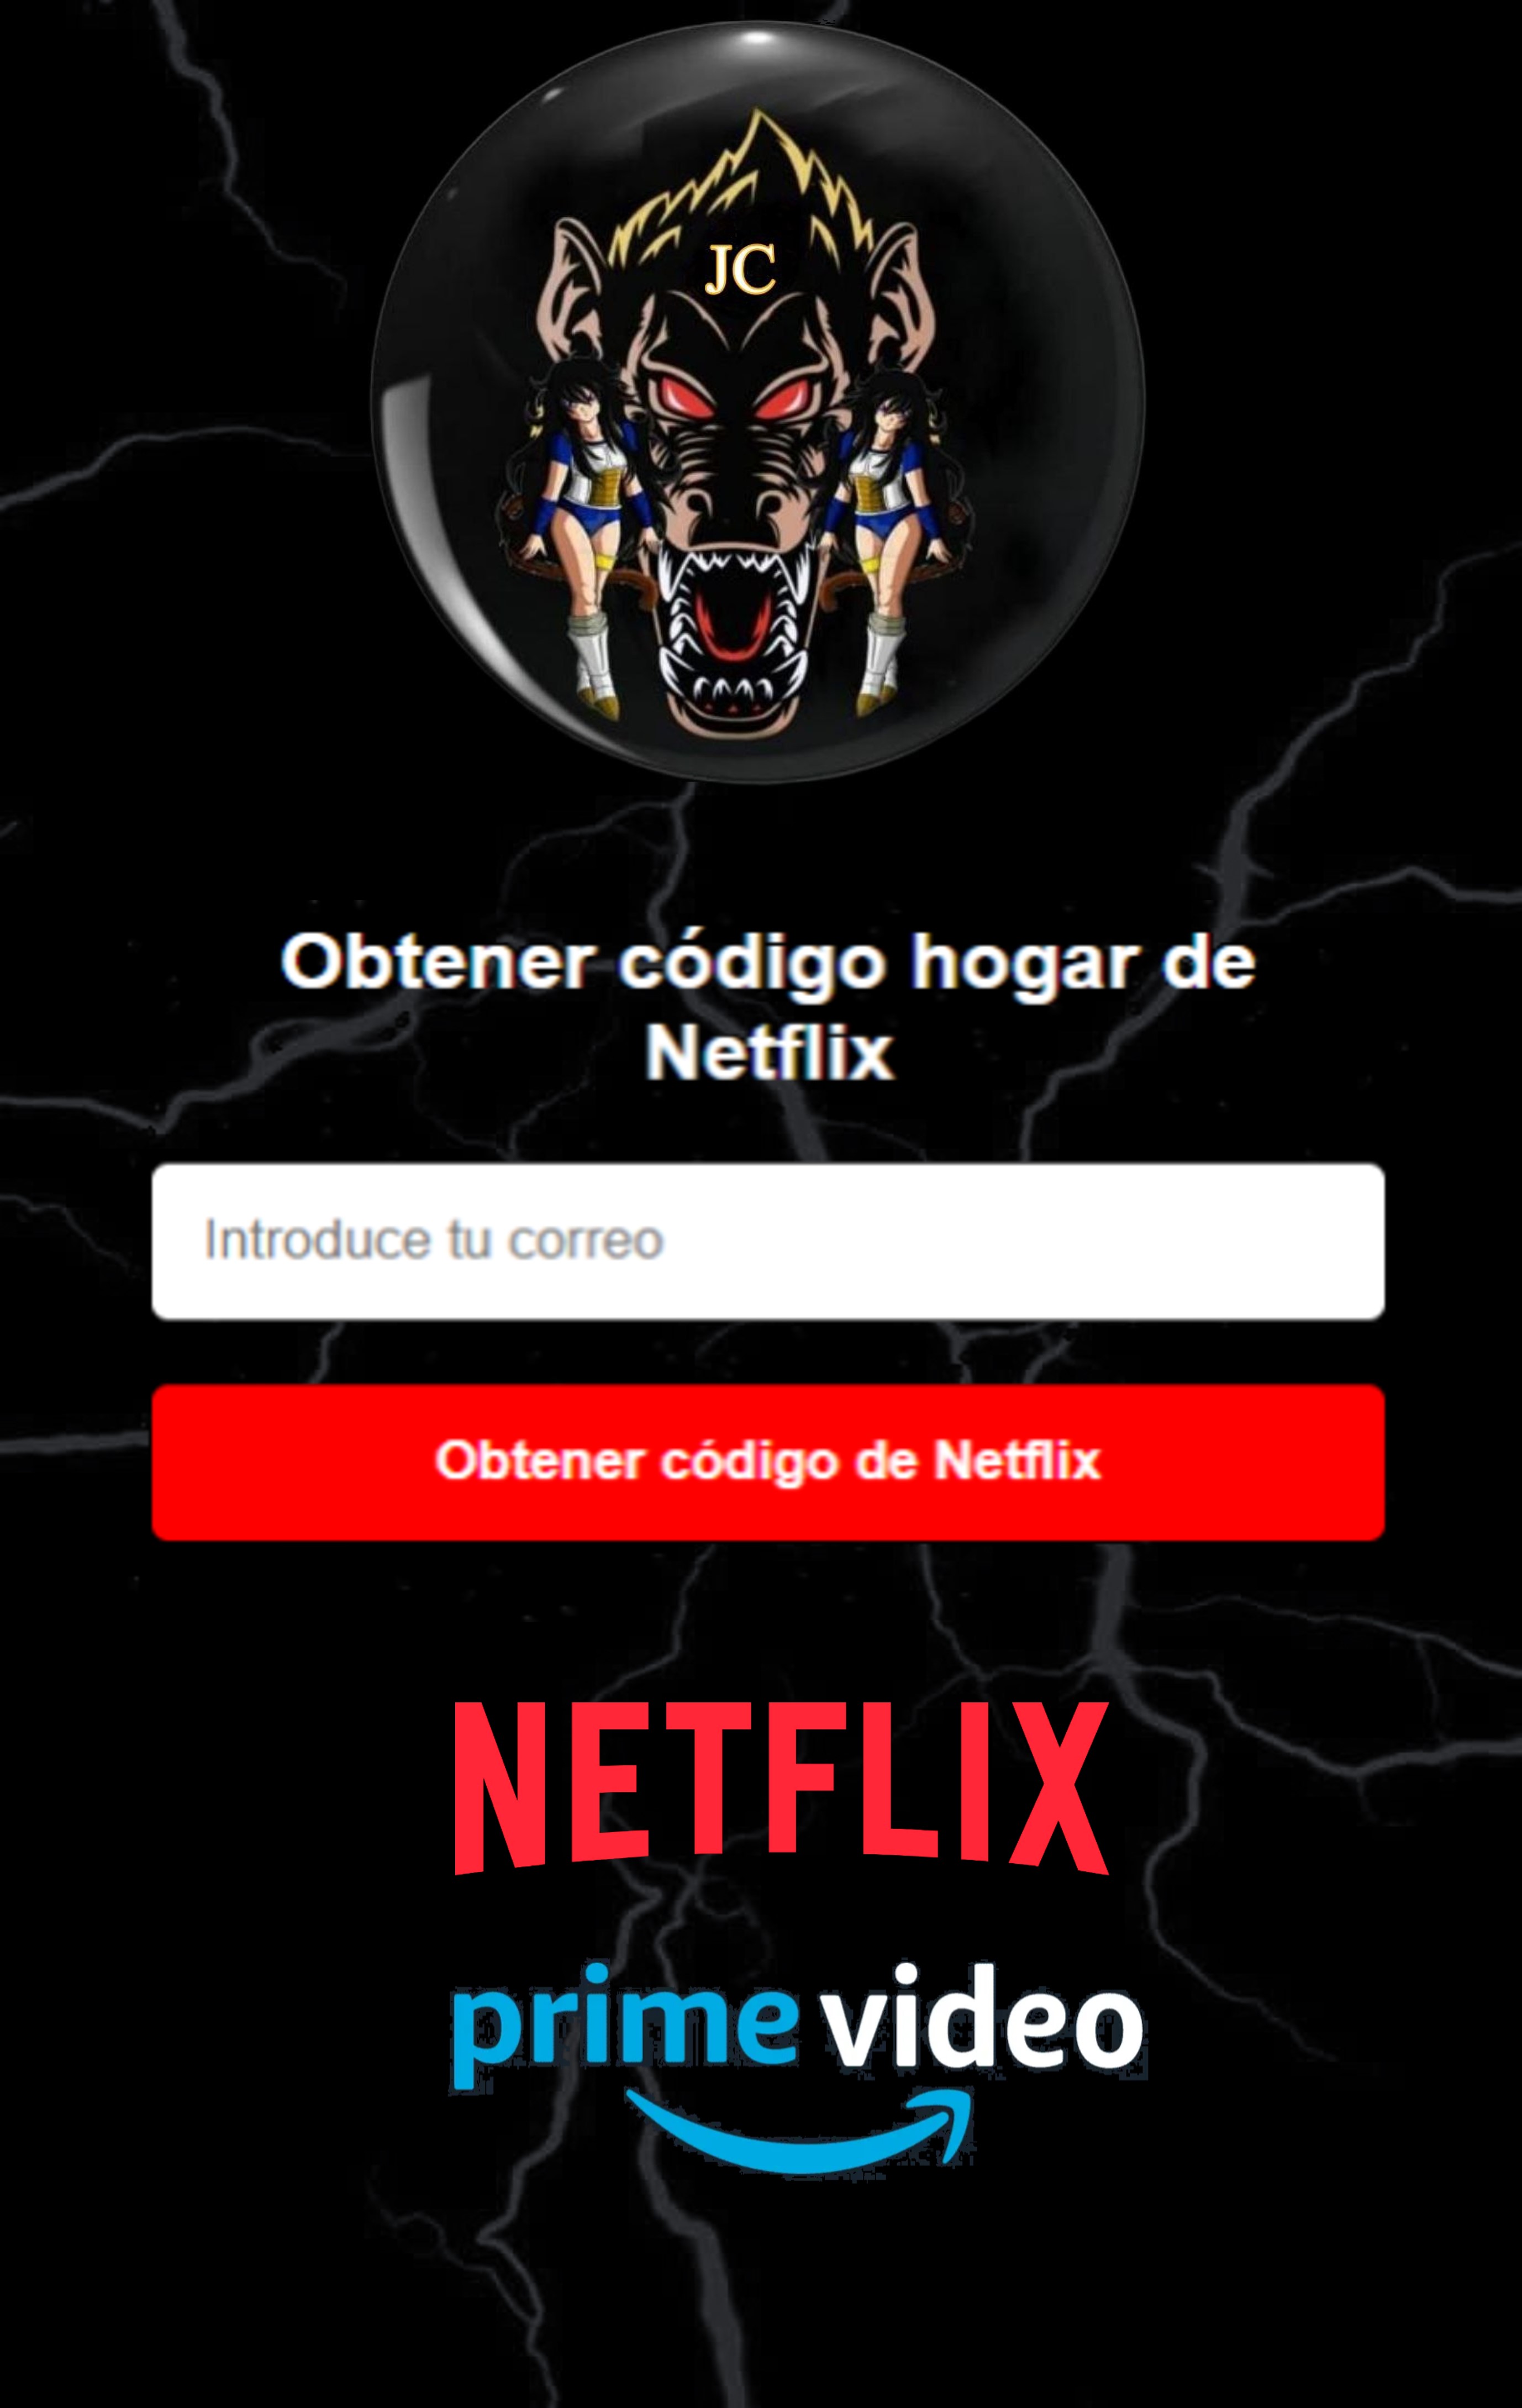 JC
Obtener código hogar de
Netflix
Introduce tu correo
Obtener código de Netflix
NETFLIX
prime video